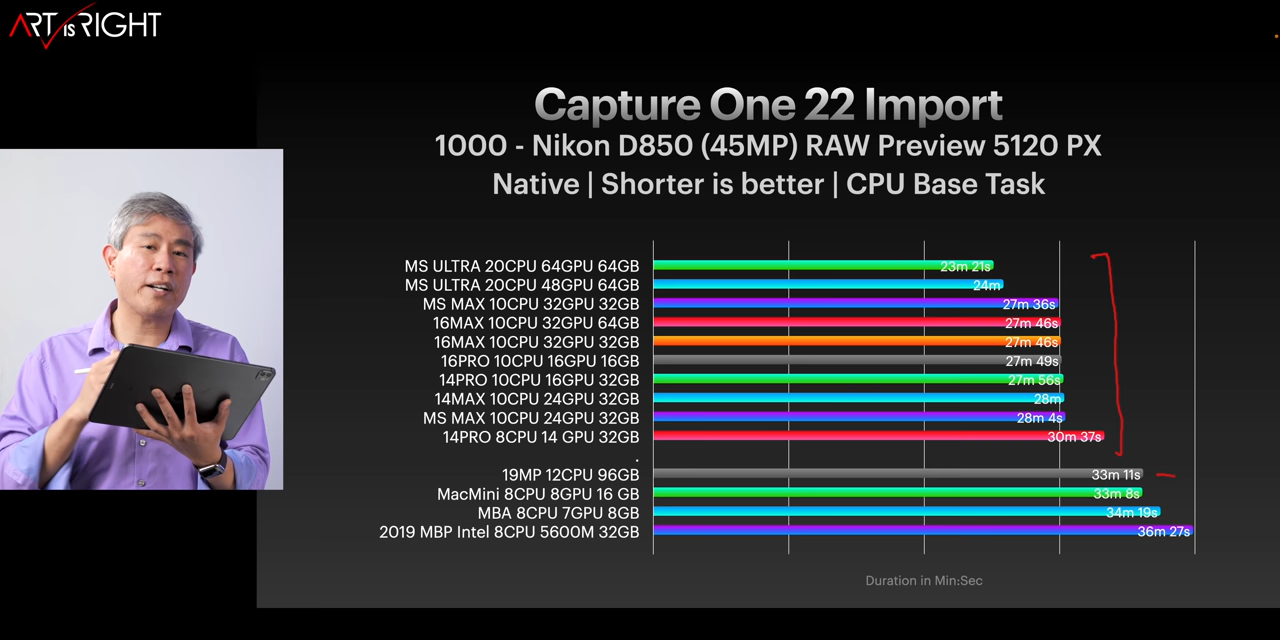 ART IS RIGHT
Capture One 22 Import
1000 - Nikon D850 (45MP) RAW Preview 5120 PX
Native | Shorter is better | CPU Base Task
MS ULTRA 20CPU 64GPU 64GB 23m 21s
MS ULTRA 20CPU 48GPU 64GB 24m
MS MAX 10CPU 32GPU 32GB 27m 36s
16MAX 10CPU 32GPU 64GB 27m 46s
16MAX 10CPU 32GPU 32GB 27m 46s
16PRO 10CPU 16GPU 16GB 27m 49s
14PRO 10CPU 16GPU 32GB 27m 56s
14MAX 10CPU 24GPU 32GB 28m
MS MAX 10CPU 24GPU 32GB 28m 4s
14PRO 8CPU 14 GPU 32GB 30m 37s
.
19MP 12CPU 96GB 33m 11s
MacMini 8CPU 8GPU 16 GB 33m 8s
MBA 8CPU 7GPU 8GB 34m 19s
2019 MBP Intel 8CPU 5600M 32GB 36m 27s
Duration in Min:Sec